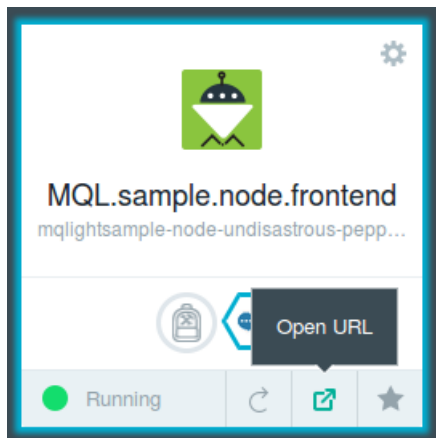 MQL.sample.node.frontend
mqlightsample-node-undisastrous-pepp...
Open URL
Running